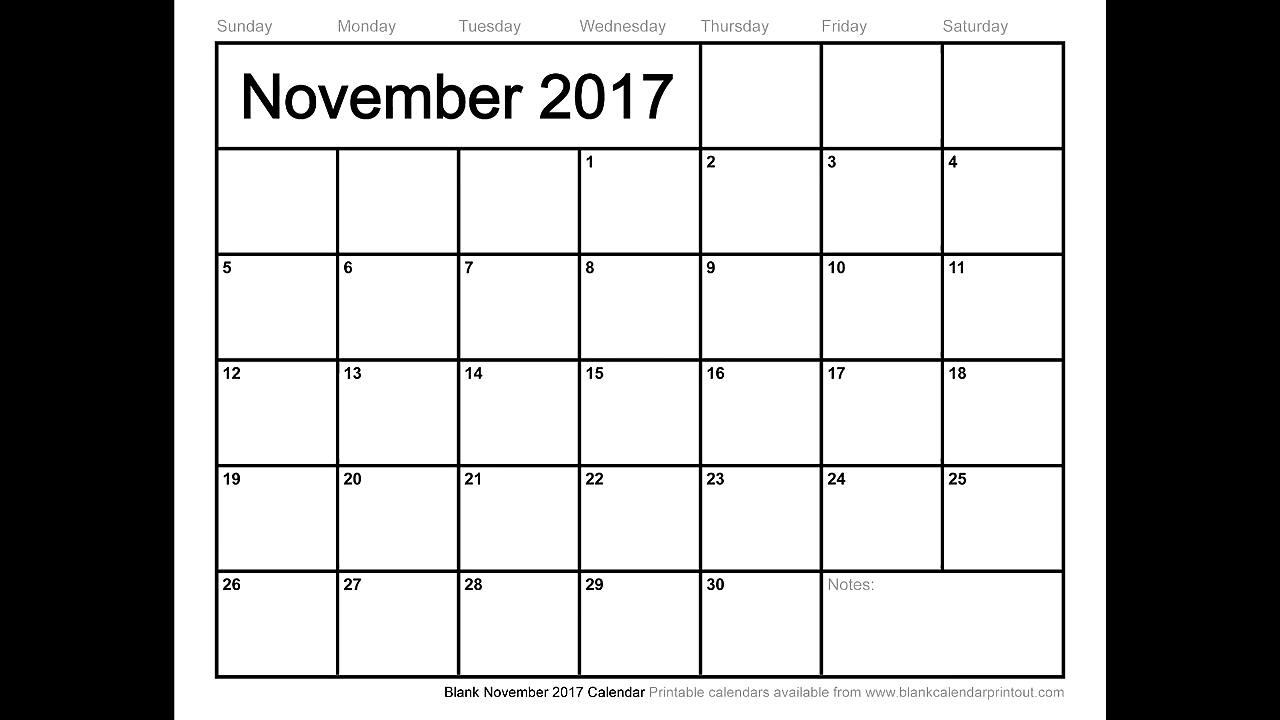 Sunday Monday Tuesday Wednesday Thursday Friday Saturday
November 2017
1 2 3 4
5 6 7 8 9 10 11
12 13 14 15 16 17 18
19 20 21 22 23 24 25
26 27 28 29 30 Notes:
Blank November 2017 Calendar Printable calendars available from www.blankcalendarprintout.com